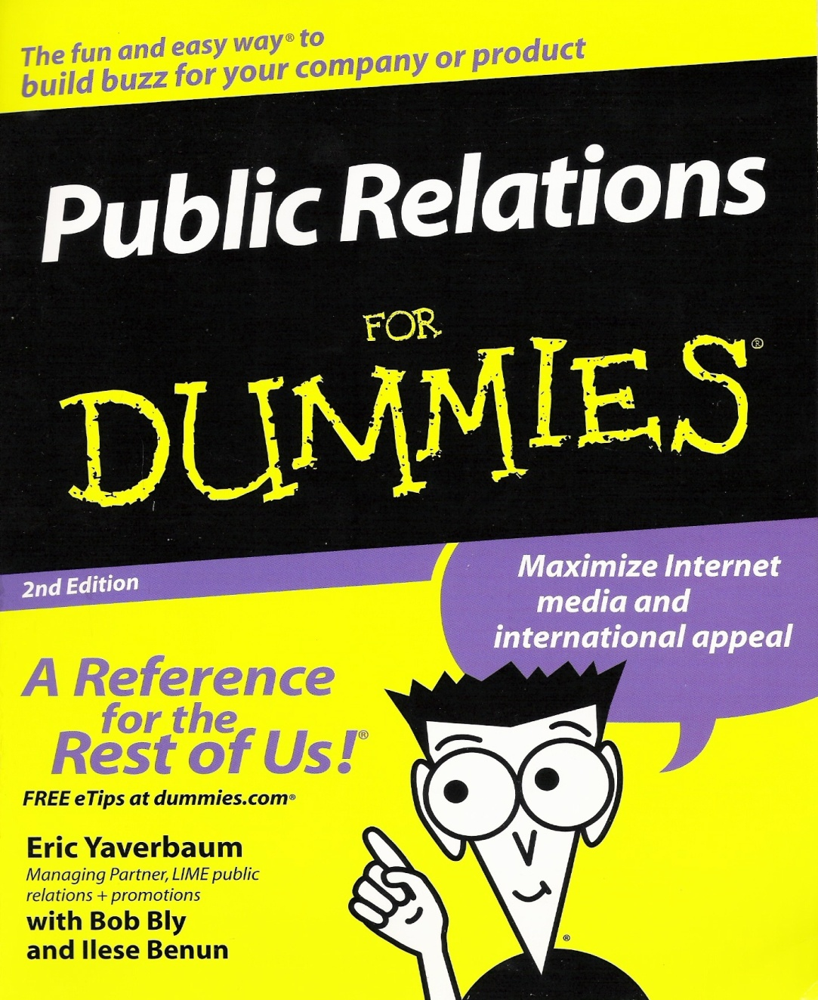 The fun and easy way® to
build buzz for your company or product
Public Relations
FOR
DUMMIES®
2nd Edition
Maximize Internet
media and
international appeal
A Reference
for the
Rest of Us!®
FREE eTips at dummies.com®
Eric Yaverbaum
Managing Partner, LIME public
relations + promotions
with Bob Bly
and Ilese Benun
®